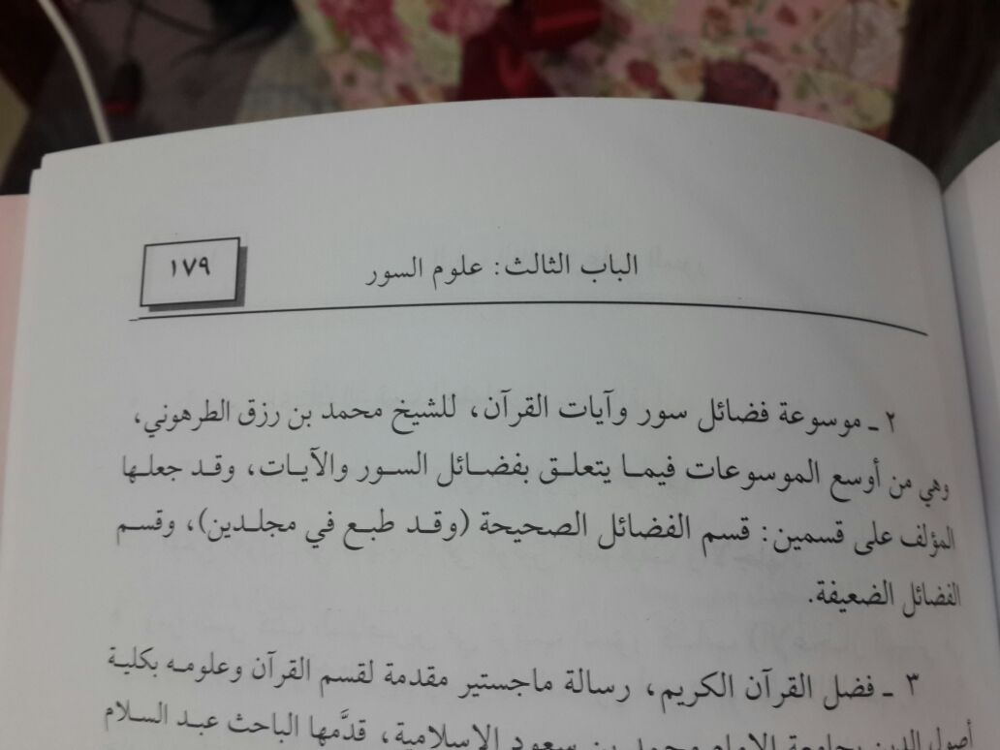 الباب الثالث: علوم السور
١٧٩
٢ ـ موسوعة فضائل سور وآيات القرآن، للشيخ محمد بن رزق الطرهوني،
وهي من أوسع الموسوعات فيما يتعلق بفضائل السور والآيات، وقد جعلها
المؤلف على قسمين: قسم الفضائل الصحيحة (وقد طبع في مجلدين)، وقسم
الفضائل الضعيفة.
٣ ـ فضل القرآن الكريم، رسالة ماجستير مقدمة لقسم القرآن وعلومه بكلية
أصول الدين بجامعة الإمام محمد بن سعود الإسلامية، قدَّمها الباحث عبد السلام